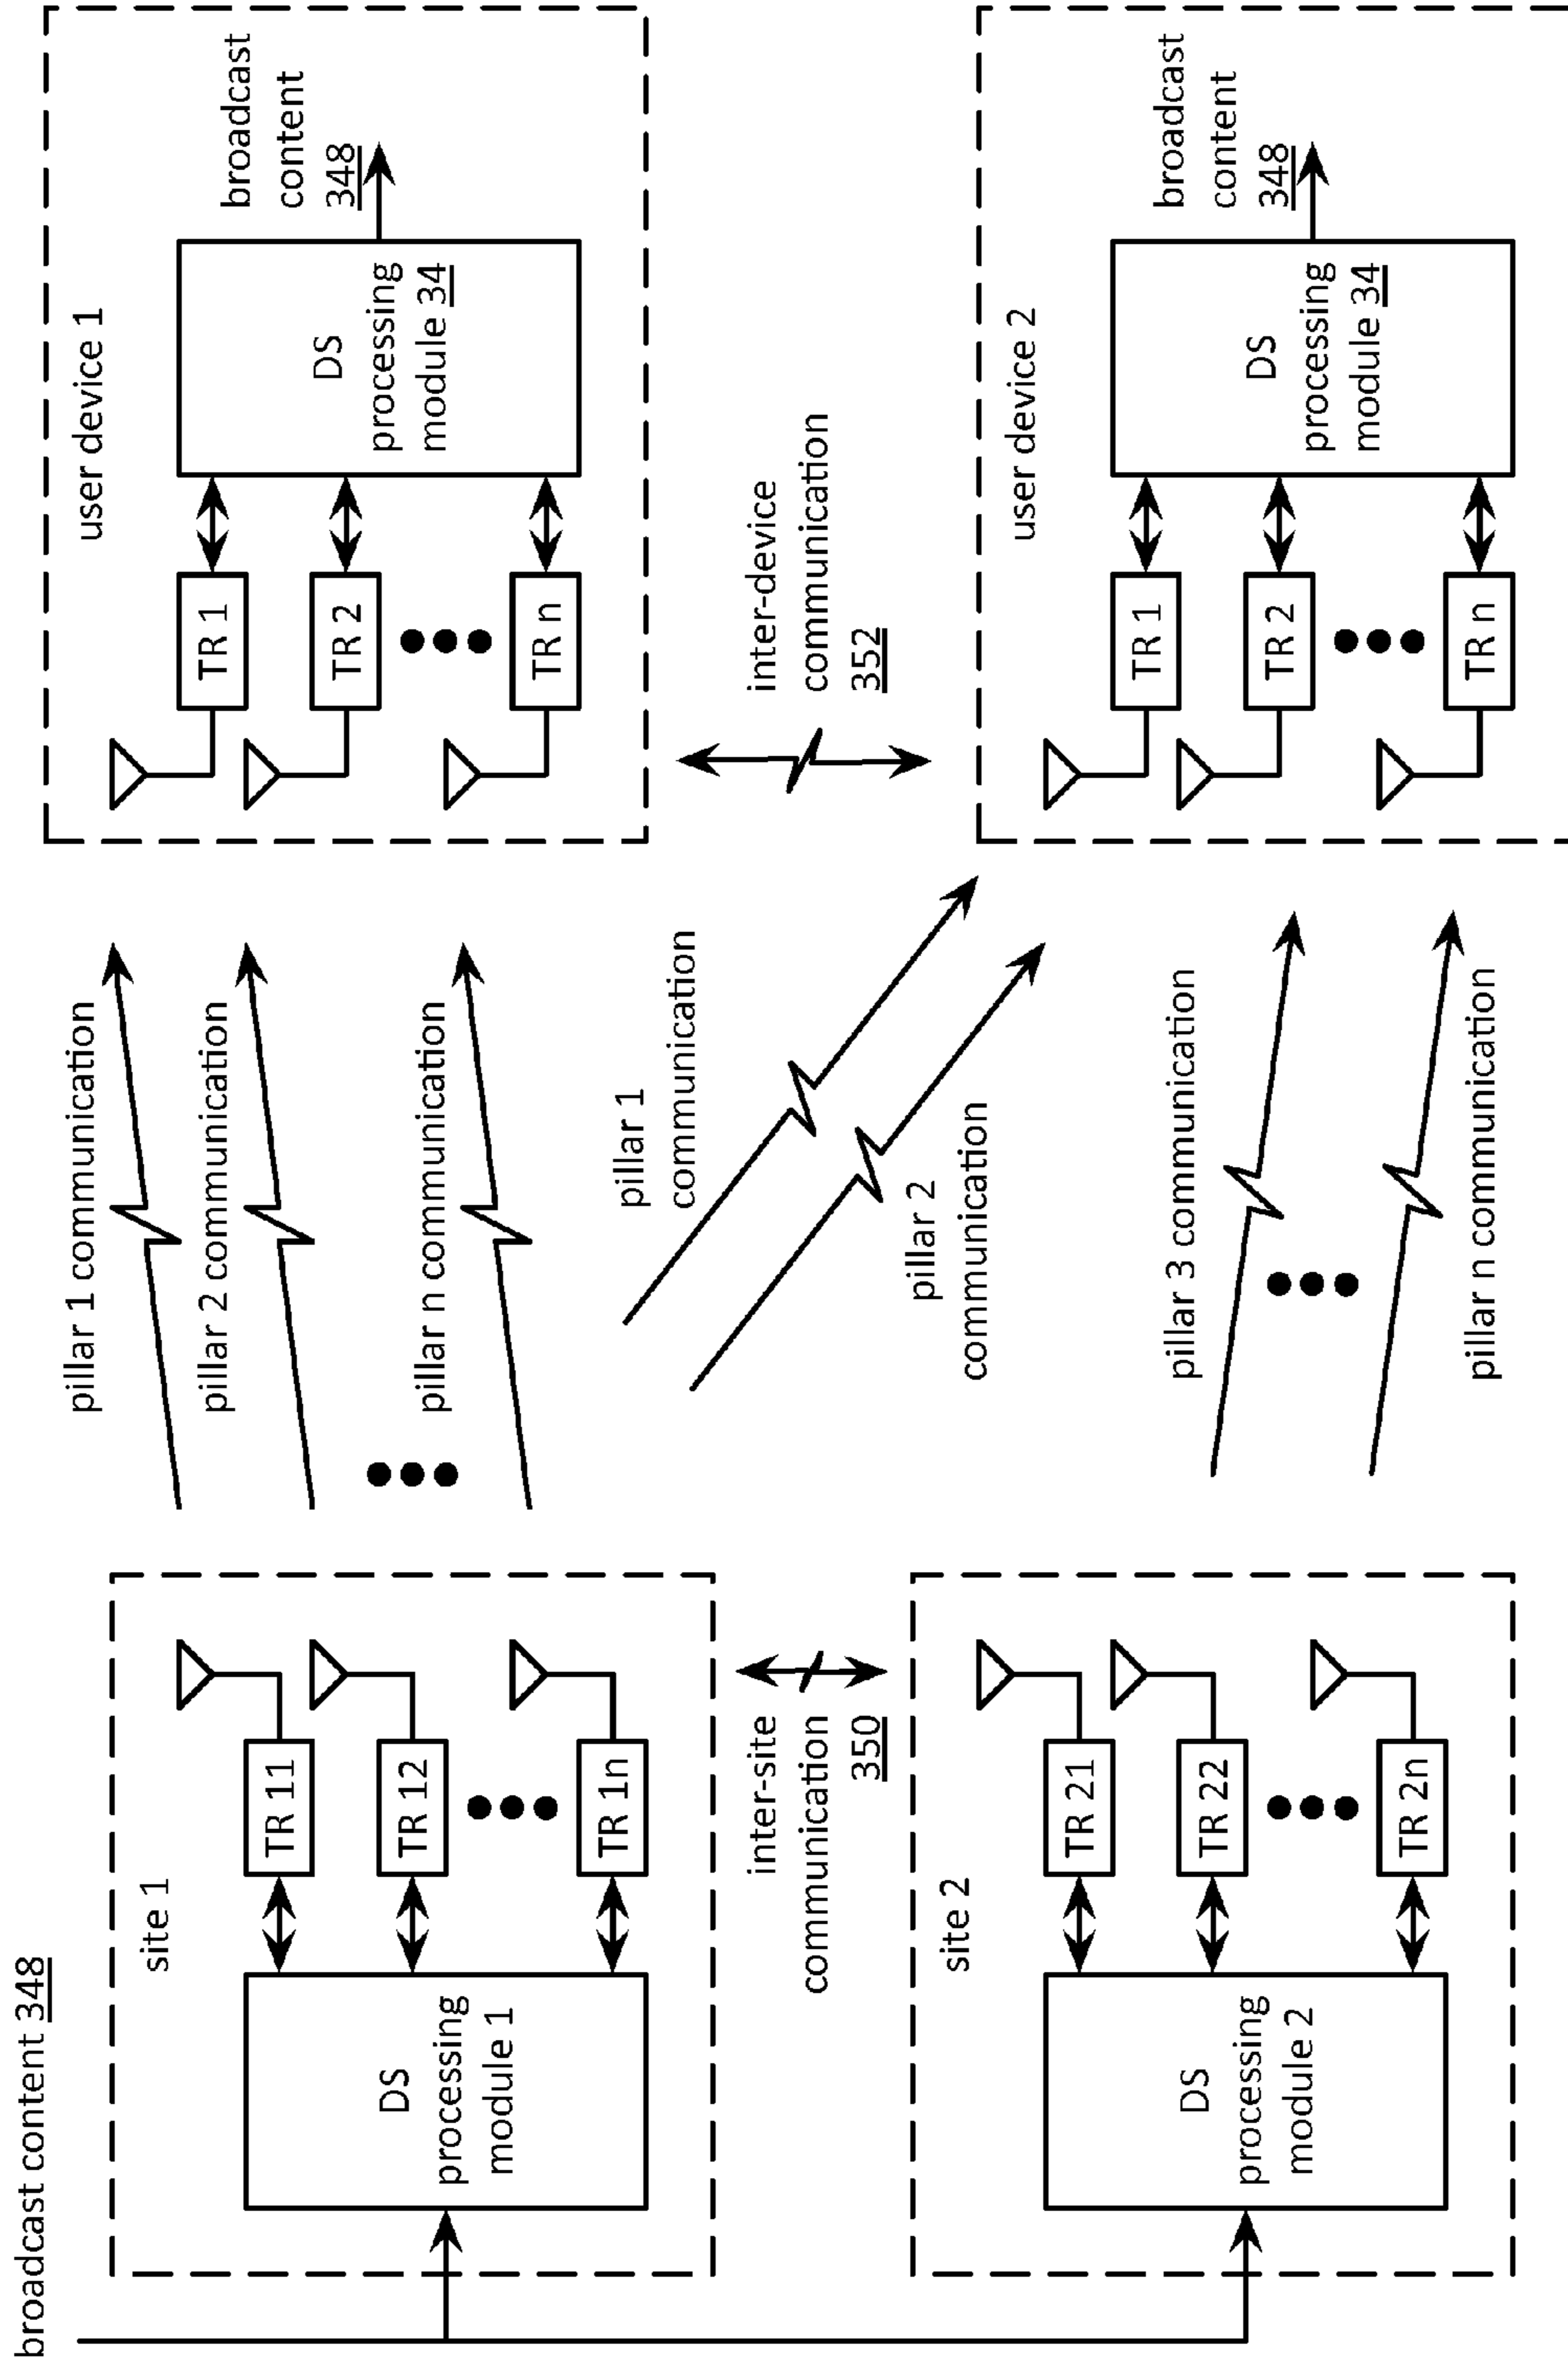 broadcast content 348
site 1
DS
processing
module 1
TR 11
TR 12
TR 1n
inter-site
communication
350
site 2
DS
processing
module 2
TR 21
TR 22
TR 2n
pillar 1 communication
pillar 2 communication
pillar n communication
pillar 1
communication
pillar 2
communication
pillar 3 communication
pillar n communication
user device 1
TR 1
TR 2
TR n
DS
processing
module 34
broadcast
content
348
inter-device
communication
352
user device 2
TR 1
TR 2
TR n
DS
processing
module 34
broadcast
content
348